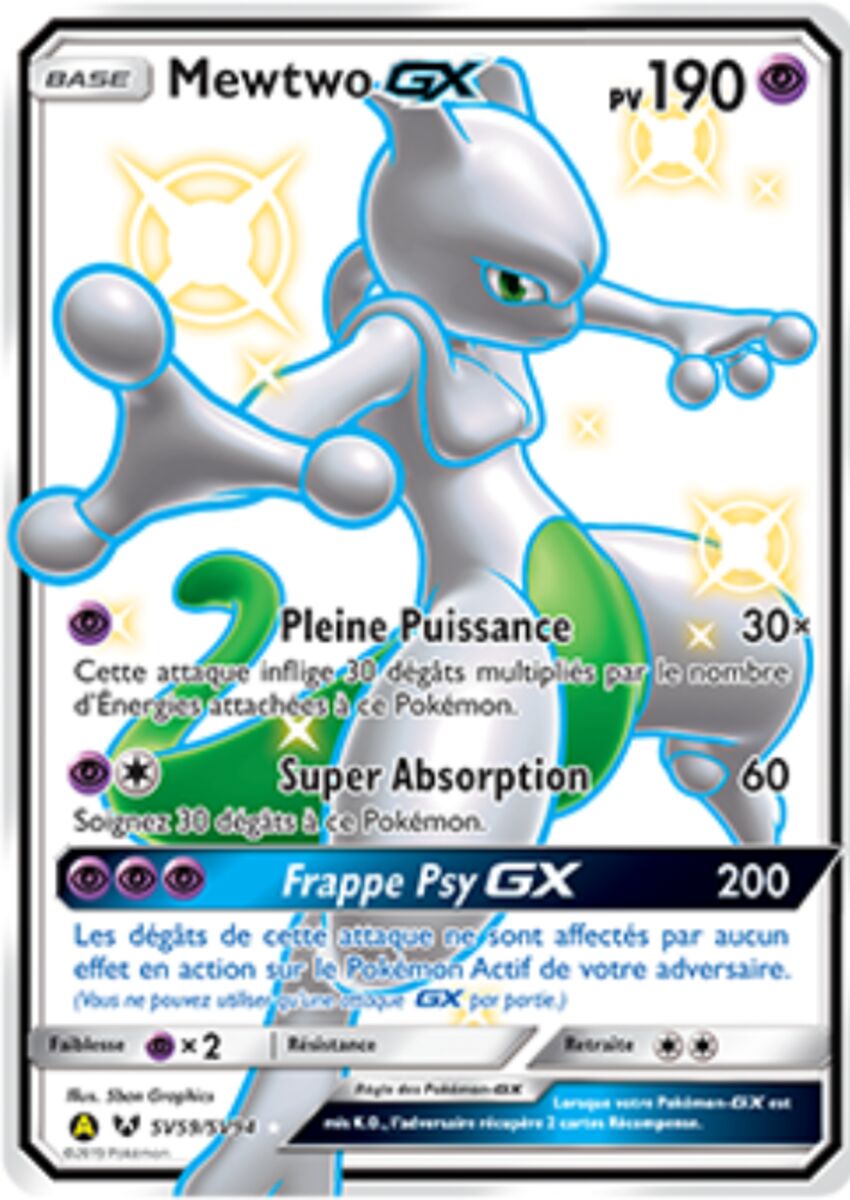 BASE Mewtwo GX PV 190
Pleine Puissance 30×
Cette attaque inflige 30 dégâts multipliés par le nombre
d'Énergies attachées à ce Pokémon.
Super Absorption 60
Soignez 30 dégâts à ce Pokémon.
Frappe Psy GX 200
Les dégâts de cette attaque ne sont affectés par aucun
effet en action sur le Pokémon Actif de votre adversaire.
(Vous ne pouvez utiliser qu'une attaque GX par partie.)
Faiblesse ×2 Résistance Retraite
Illus. 5ban Graphics
Règle des Pokémon-GX
Lorsque votre Pokémon-GX est
mis K.O., l'adversaire récupère 2 cartes Récompense.
A SV59/SV94
©2019 Pokémon